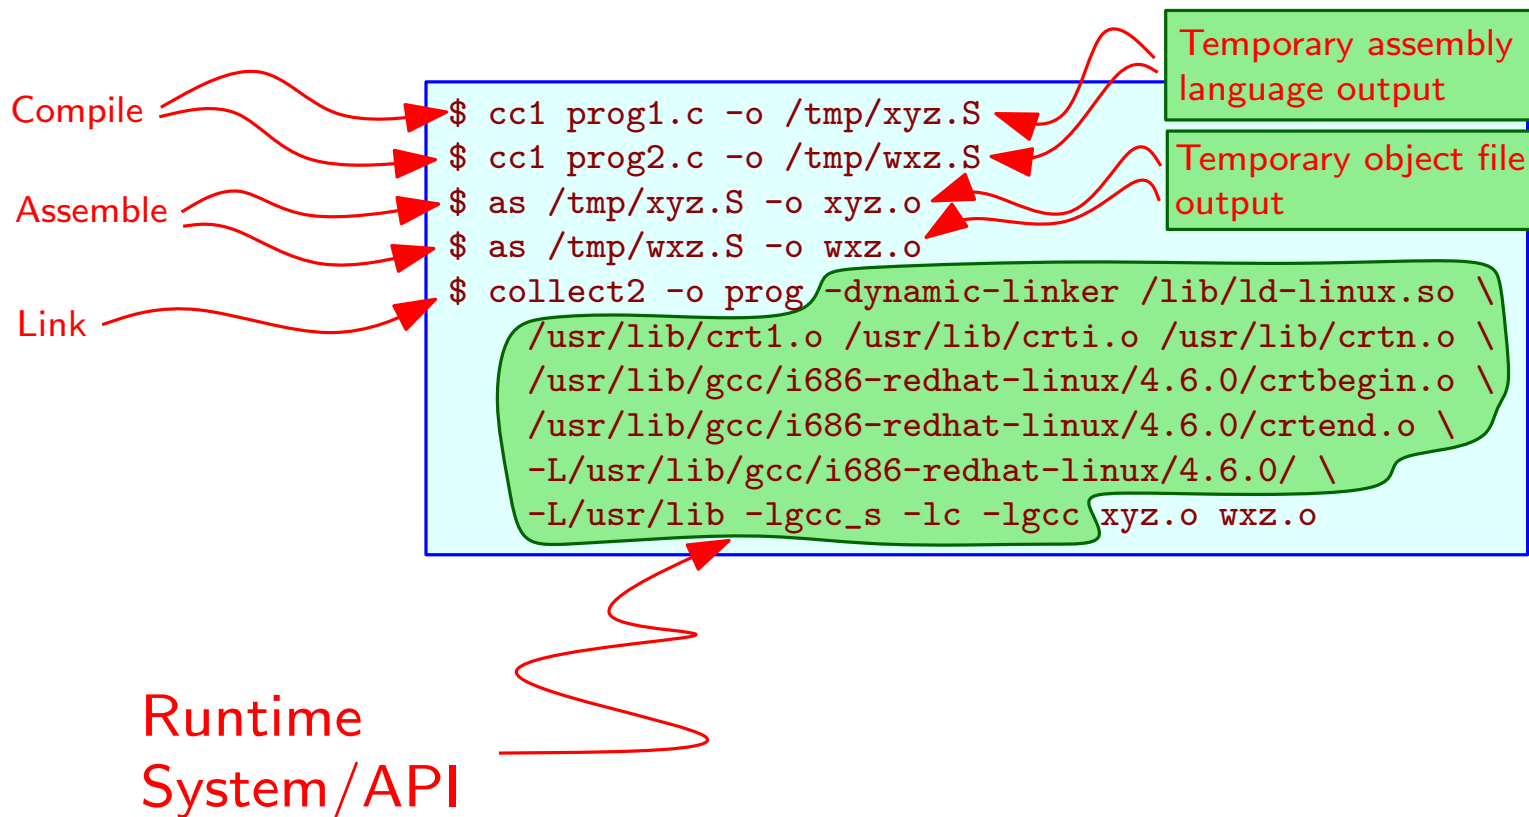 Temporary assembly
language output
Compile
$ cc1 prog1.c -o /tmp/xyz.S
$ cc1 prog2.c -o /tmp/wxz.S
Temporary object file
output
Assemble
$ as /tmp/xyz.S -o xyz.o
$ as /tmp/wxz.S -o wxz.o
Link
$ collect2 -o prog -dynamic-linker /lib/ld-linux.so \
/usr/lib/crt1.o /usr/lib/crti.o /usr/lib/crtn.o \
/usr/lib/gcc/i686-redhat-linux/4.6.0/crtbegin.o \
/usr/lib/gcc/i686-redhat-linux/4.6.0/crtend.o \
-L/usr/lib/gcc/i686-redhat-linux/4.6.0/ \
-L/usr/lib -lgcc_s -lc -lgcc xyz.o wxz.o
Runtime
System/API